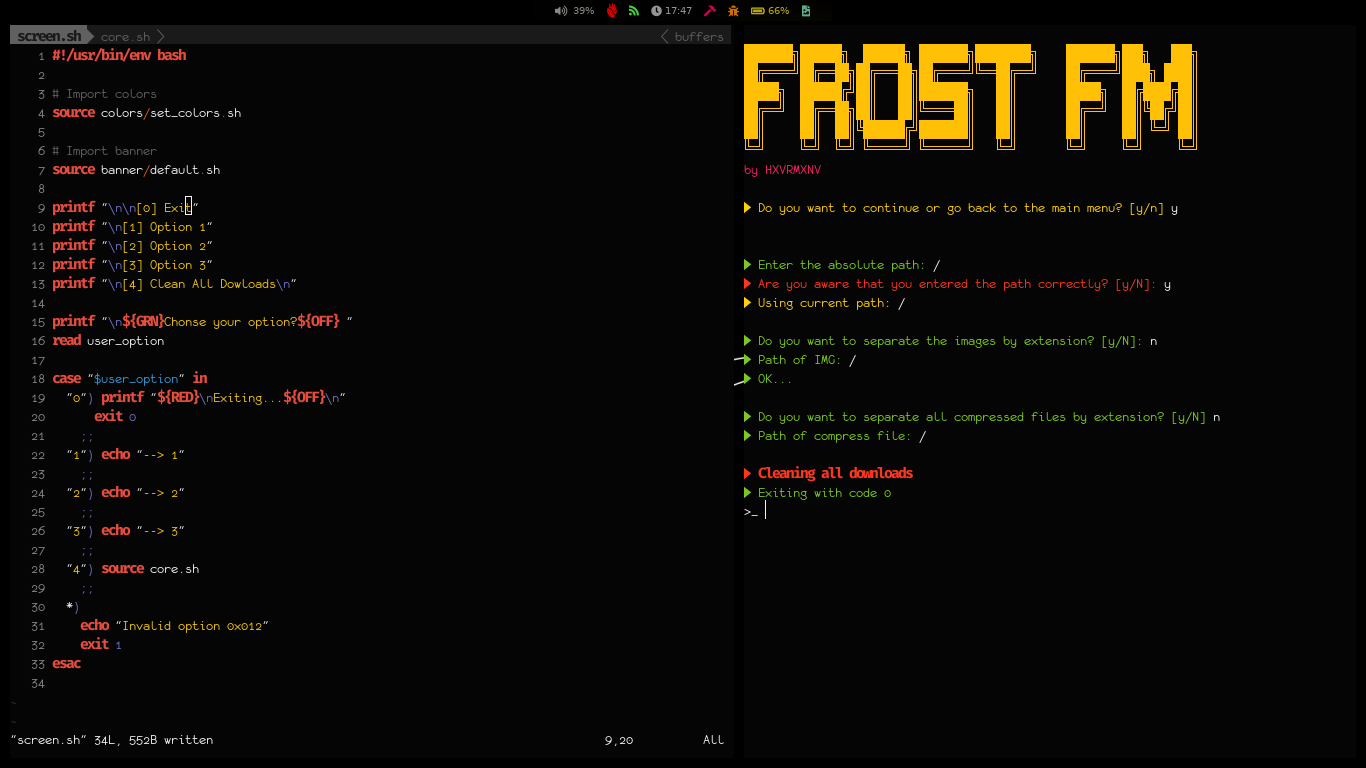 39% 17:47 66%
screen.sh core.sh buffers
1 #!/usr/bin/env bash
2
3 # Import colors
4 source colors/set_colors.sh
5
6 # Import banner
7 source banner/default.sh
8
9 printf "\n\n[0] Exit"
10 printf "\n[1] Option 1"
11 printf "\n[2] Option 2"
12 printf "\n[3] Option 3"
13 printf "\n[4] Clean All Dowloads\n"
14
15 printf "\n${GRN}Chonse your option?${OFF} "
16 read user_option
17
18 case "$user_option" in
19 "0") printf "${RED}\nExiting...${OFF}\n"
20 exit 0
21 ;;
22 "1") echo "--> 1"
23 ;;
24 "2") echo "--> 2"
25 ;;
26 "3") echo "--> 3"
27 ;;
28 "4") source core.sh
29 ;;
30 *)
31 echo "Invalid option 0x012"
32 exit 1
33 esac
34
~
~
"screen.sh" 34L, 552B written 9,20 All
FROST FM
by HXVRMXNV
Do you want to continue or go back to the main menu? [y/n] y
Enter the absolute path: /
Are you aware that you entered the path correctly? [y/N]: y
Using current path: /
Do you want to separate the images by extension? [y/N]: n
Path of IMG: /
OK...
Do you want to separate all compressed files by extension? [y/N] n
Path of compress file: /
Cleaning all downloads
Exiting with code 0
>_